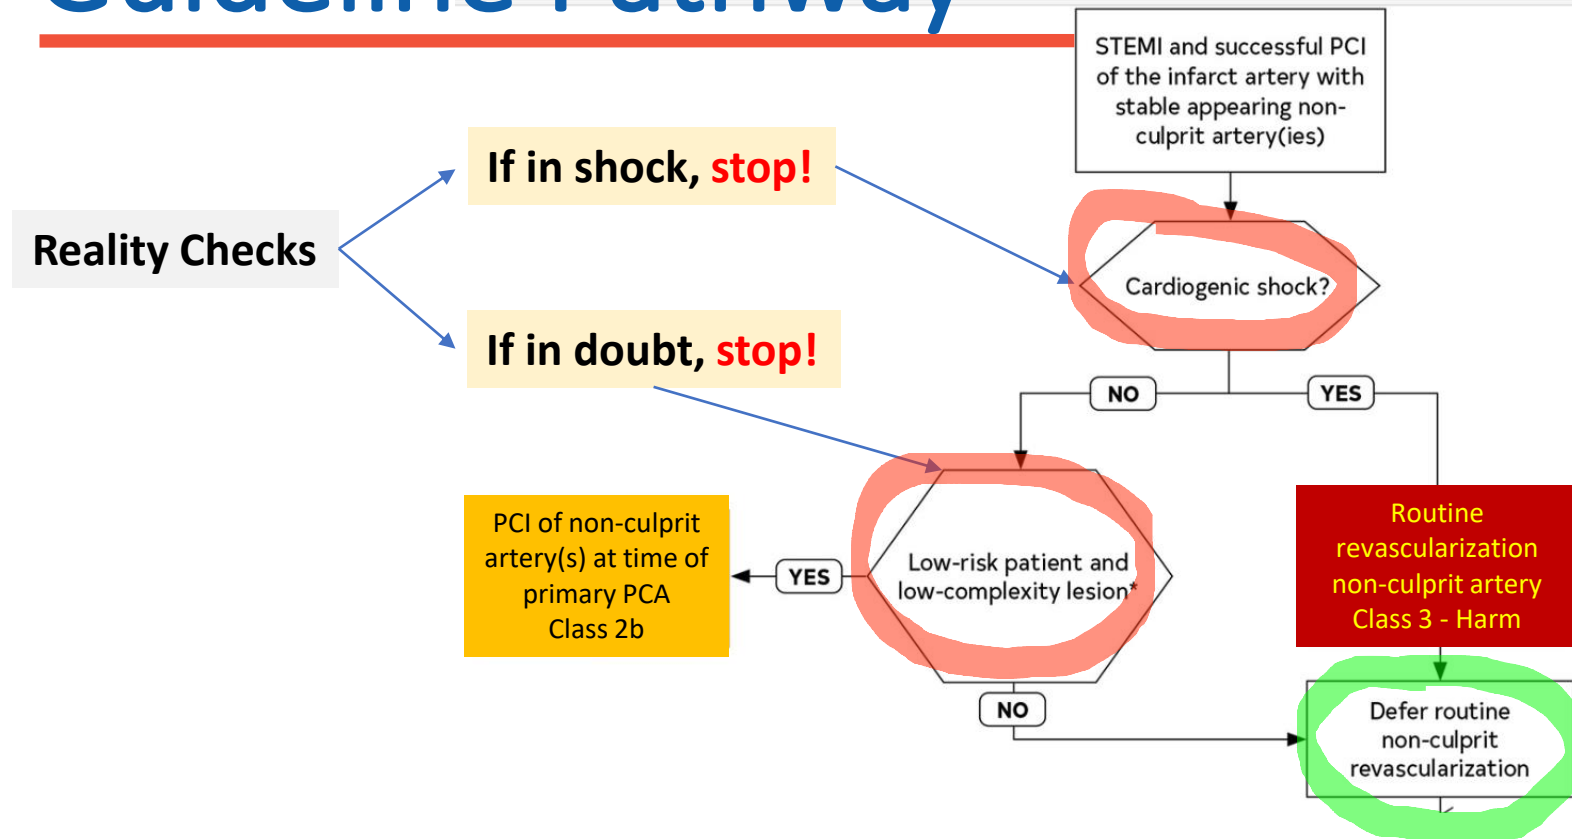 Guideline Pathway
STEMI and successful PCI
of the infarct artery with
stable appearing non-
culprit artery(ies)
If in shock, stop!
Reality Checks
Cardiogenic shock?
If in doubt, stop!
NO
YES
PCI of non-culprit
artery(s) at time of
primary PCA
Class 2b
YES
Low-risk patient and
low-complexity lesion*
Routine
revascularization
non-culprit artery
Class 3 - Harm
NO
Defer routine
non-culprit
revascularization